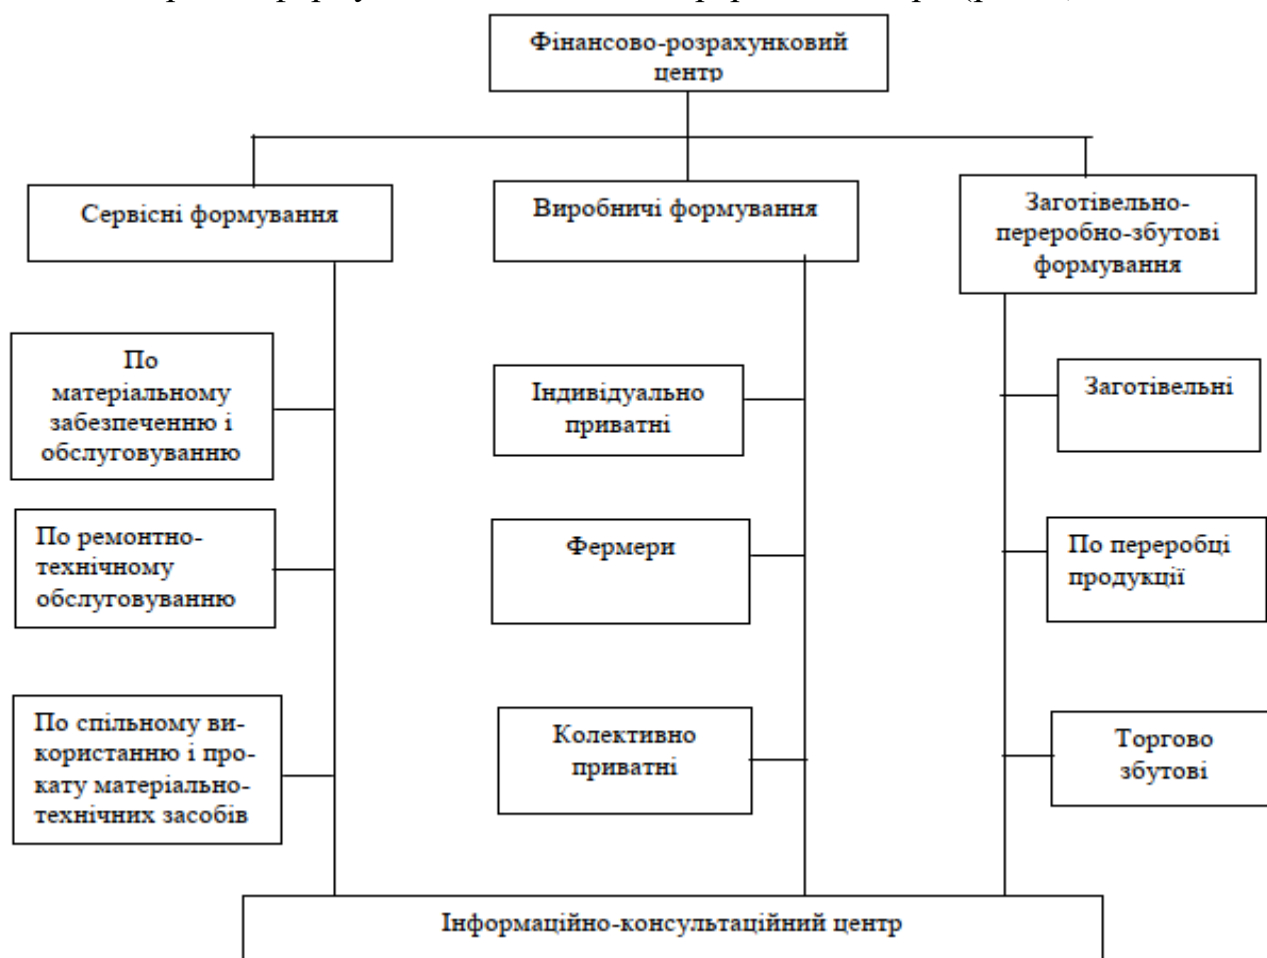 Фінансово-розрахунковий
центр
Сервісні формування
Виробничі формування
Заготівельно-
переробно-збутові
формування
По
матеріальному
забезпеченню і
обслуговуванню
Індивідуально
приватні
Заготівельні
По ремонтно-
технічному
обслуговуванню
Фермери
По переробці
продукції
По спільному ви-
користанню і про-
кату матеріально-
технічних засобів
Колективно
приватні
Торгово
збутові
Інформаційно-консультаційний центр